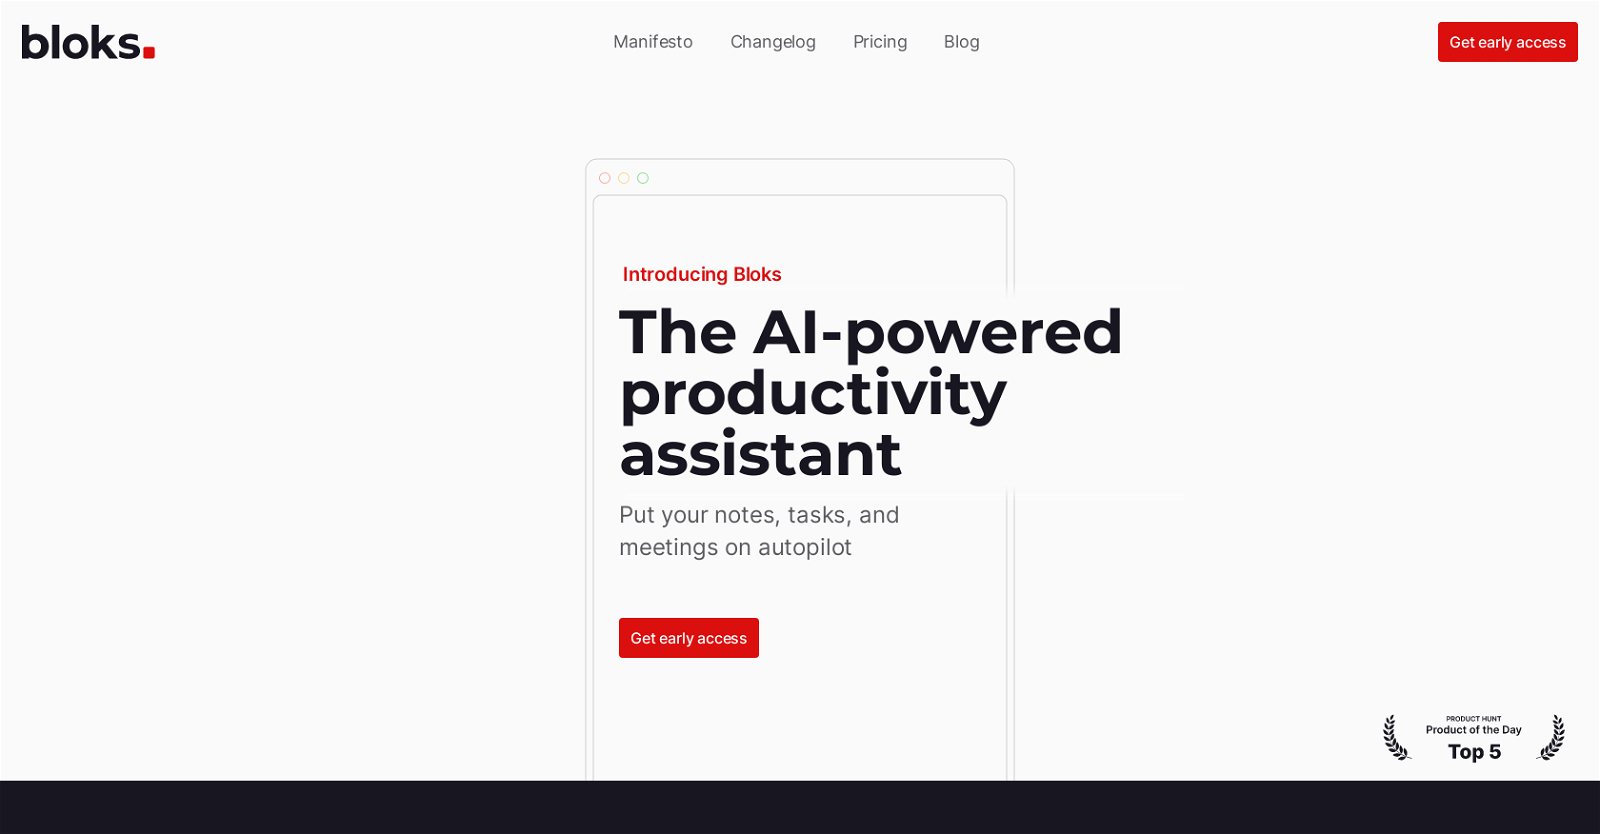 bloks.
Manifesto
Changelog
Pricing
Blog
Get early access
Introducing Bloks
The AI-powered
productivity
assistant
Put your notes, tasks, and
meetings on autopilot
Get early access
PRODUCT HUNT
Product of the Day
Top 5